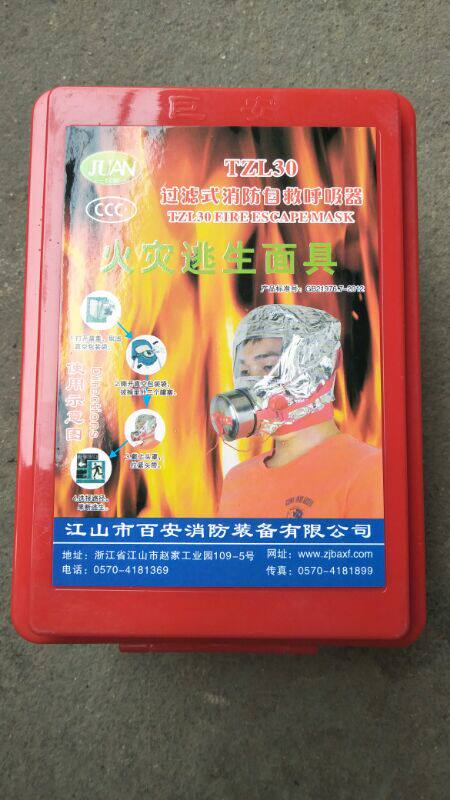 巨安
JUAN
TZL30
过滤式消防自救呼吸器
TZL30 FIRE ESCAPE MASK
CCC
火灾逃生面具
产品标准号: GB21976.7-2012
使用示意图
Directions
江山市百安消防装备有限公司
地址: 浙江省江山市赵家工业园109-5号
网址: www.zjbaxf.com
电话: 0570-4181369
传真: 0570-4181899